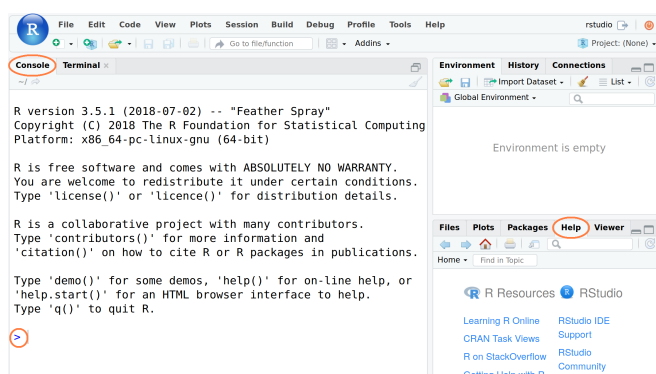 R File Edit Code View Plots Session Build Debug Profile Tools Help rstudio
Go to file/function Addins Project: (None)
Console Terminal
~/
R version 3.5.1 (2018-07-02) -- "Feather Spray"
Copyright (C) 2018 The R Foundation for Statistical Computing
Platform: x86_64-pc-linux-gnu (64-bit)
R is free software and comes with ABSOLUTELY NO WARRANTY.
You are welcome to redistribute it under certain conditions.
Type 'license()' or 'licence()' for distribution details.
R is a collaborative project with many contributors.
Type 'contributors()' for more information and
'citation()' on how to cite R or R packages in publications.
Type 'demo()' for some demos, 'help()' for on-line help, or
'help.start()' for an HTML browser interface to help.
Type 'q()' to quit R.
>
Environment History Connections
Import Dataset List
Global Environment
Environment is empty
Files Plots Packages Help Viewer
Home Find in Topic
R R Resources R RStudio
Learning R Online
CRAN Task Views
R on StackOverflow
Getting Help with R
RStudio IDE
Support
RStudio
Community